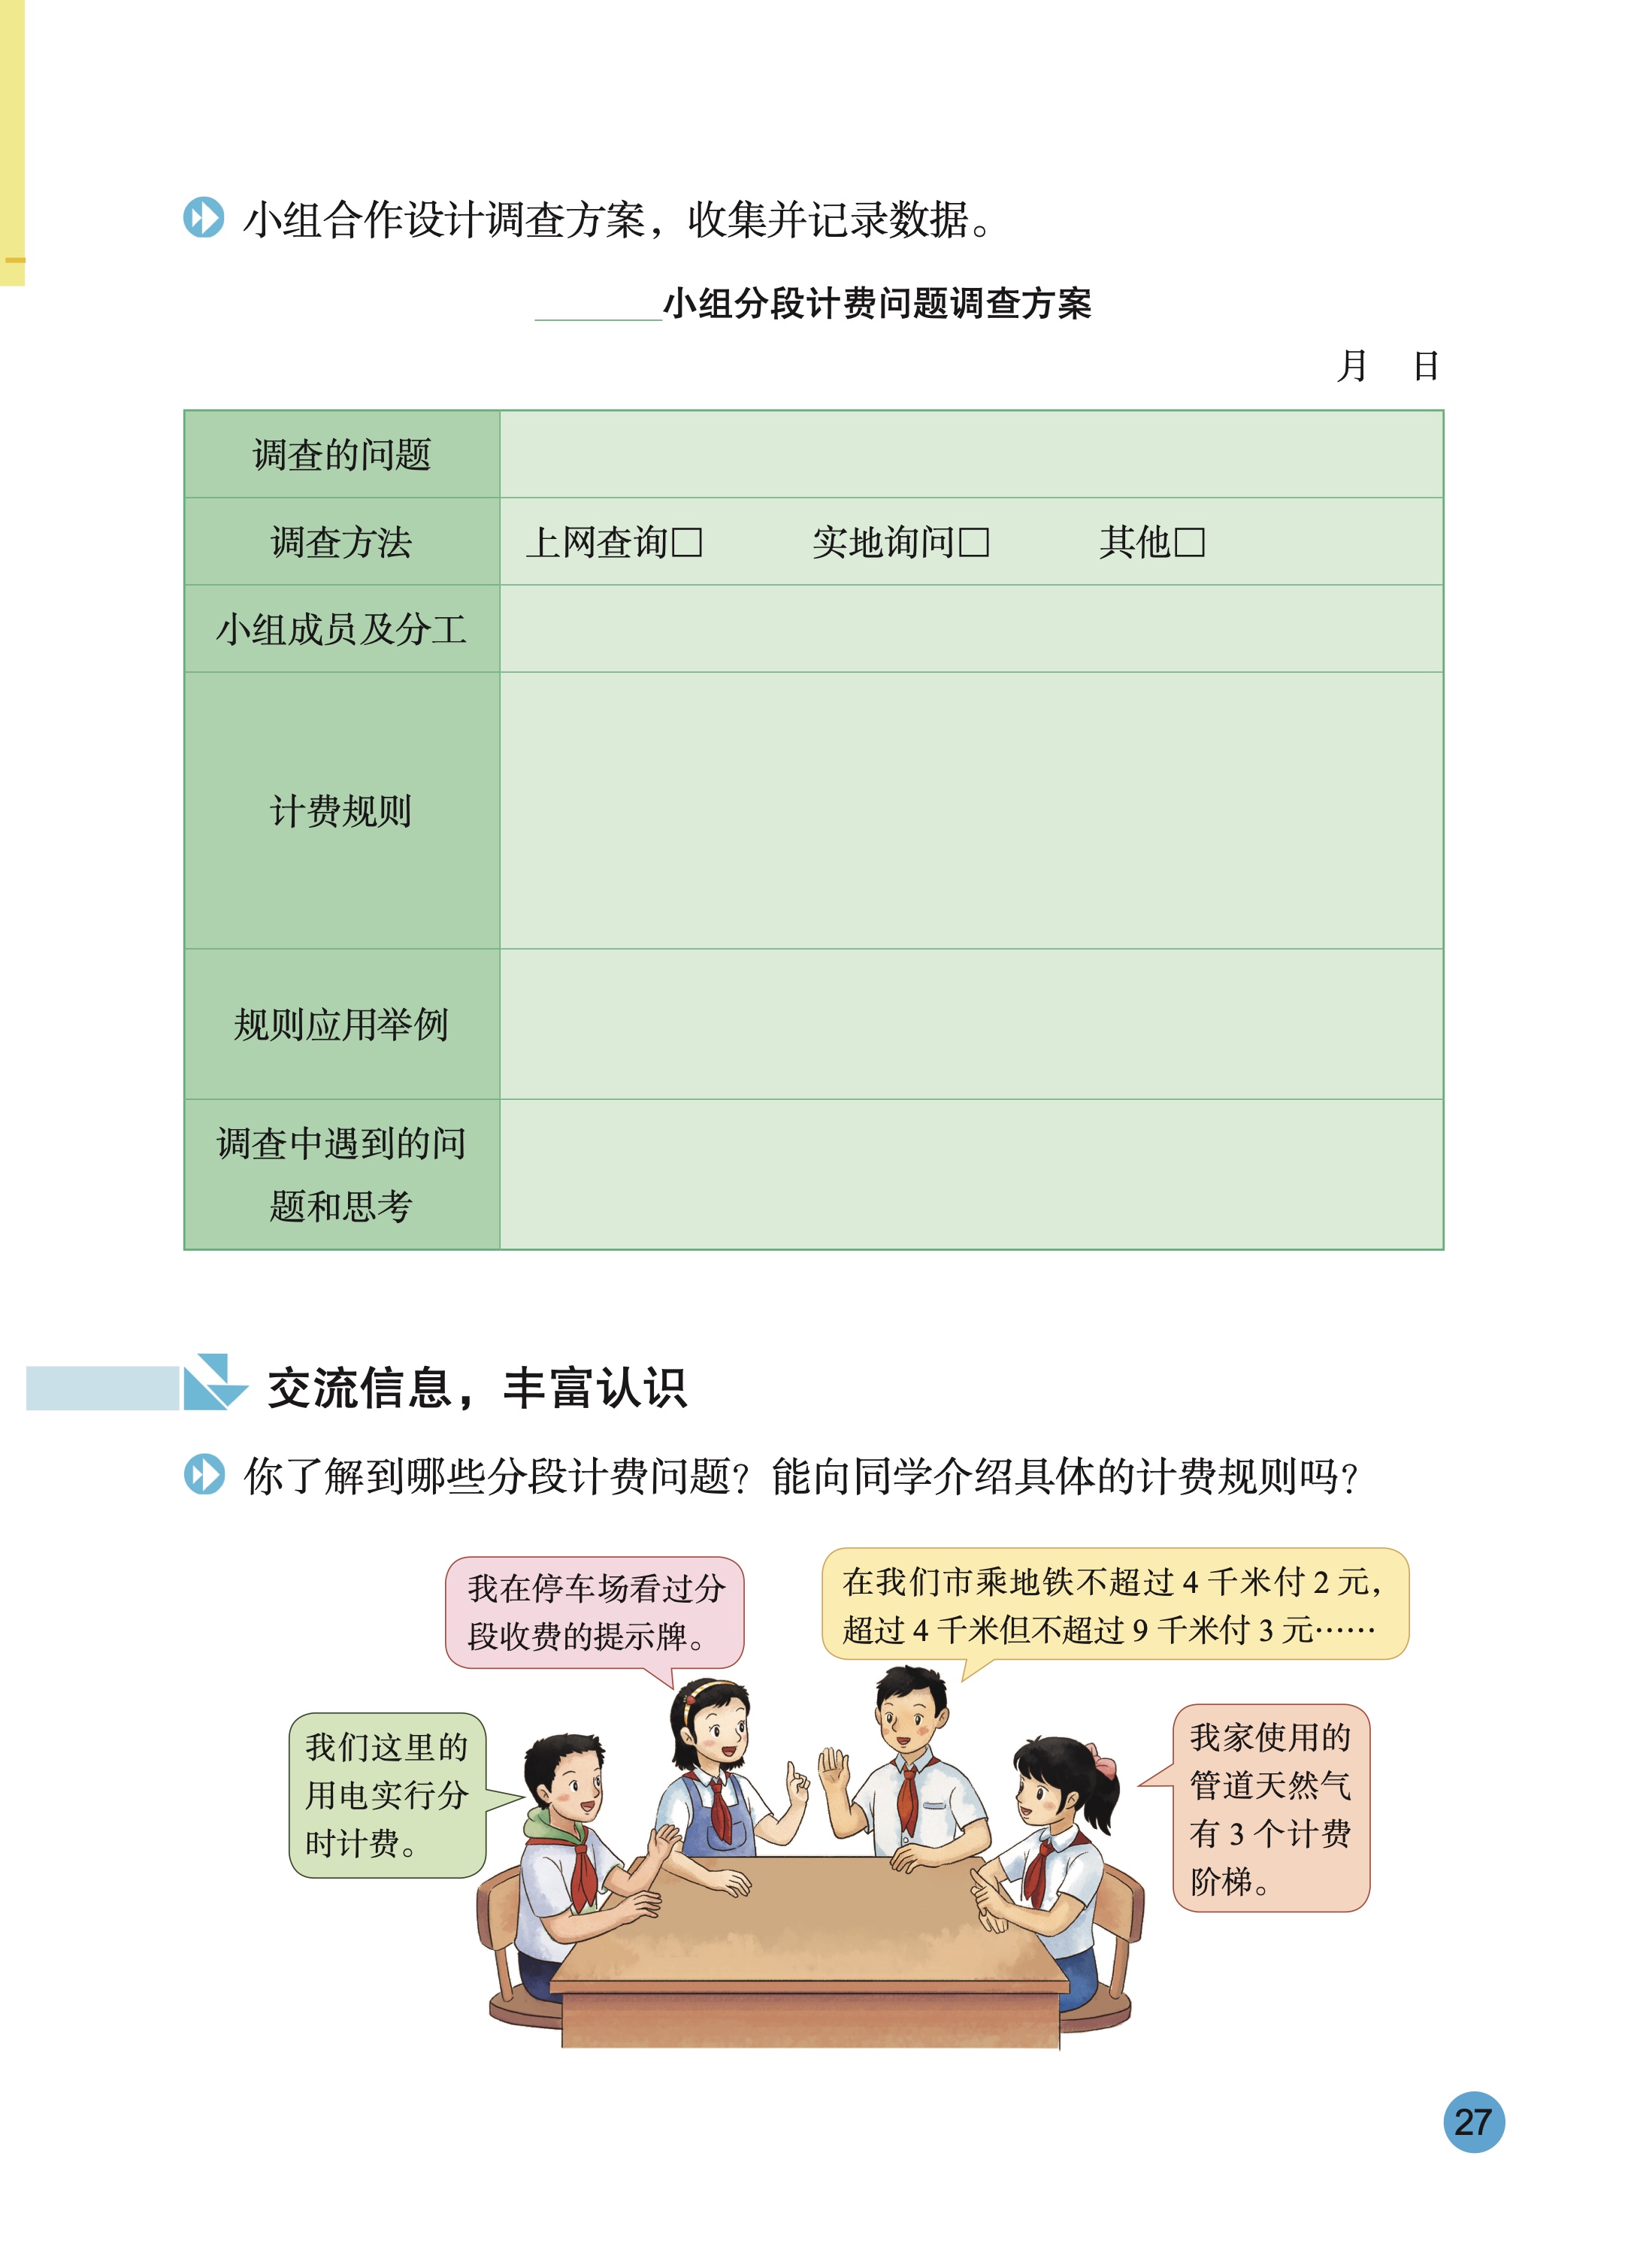 小组合作设计调查方案，收集并记录数据。
______小组分段计费问题调查方案
月 日
调查的问题
调查方法 上网查询□ 实地询问□ 其他□
小组成员及分工
计费规则
规则应用举例
调查中遇到的问
题和思考
交流信息，丰富认识
你了解到哪些分段计费问题？能向同学介绍具体的计费规则吗？
我在停车场看过分
段收费的提示牌。
在我们市乘地铁不超过 4 千米付 2 元，
超过 4 千米但不超过 9 千米付 3 元……
我们这里的
用电实行分
时计费。
我家使用的
管道天然气
有 3 个计费
阶梯。
27